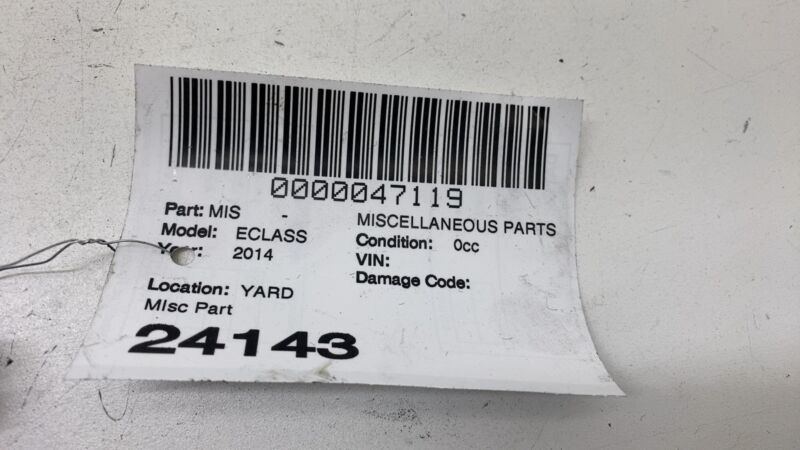 0000047119
Part: MIS - MISCELLANEOUS PARTS
Model: ECLASS Condition: 0cc
Year: 2014 VIN:
Location: YARD Damage Code:
MIsc Part
24143